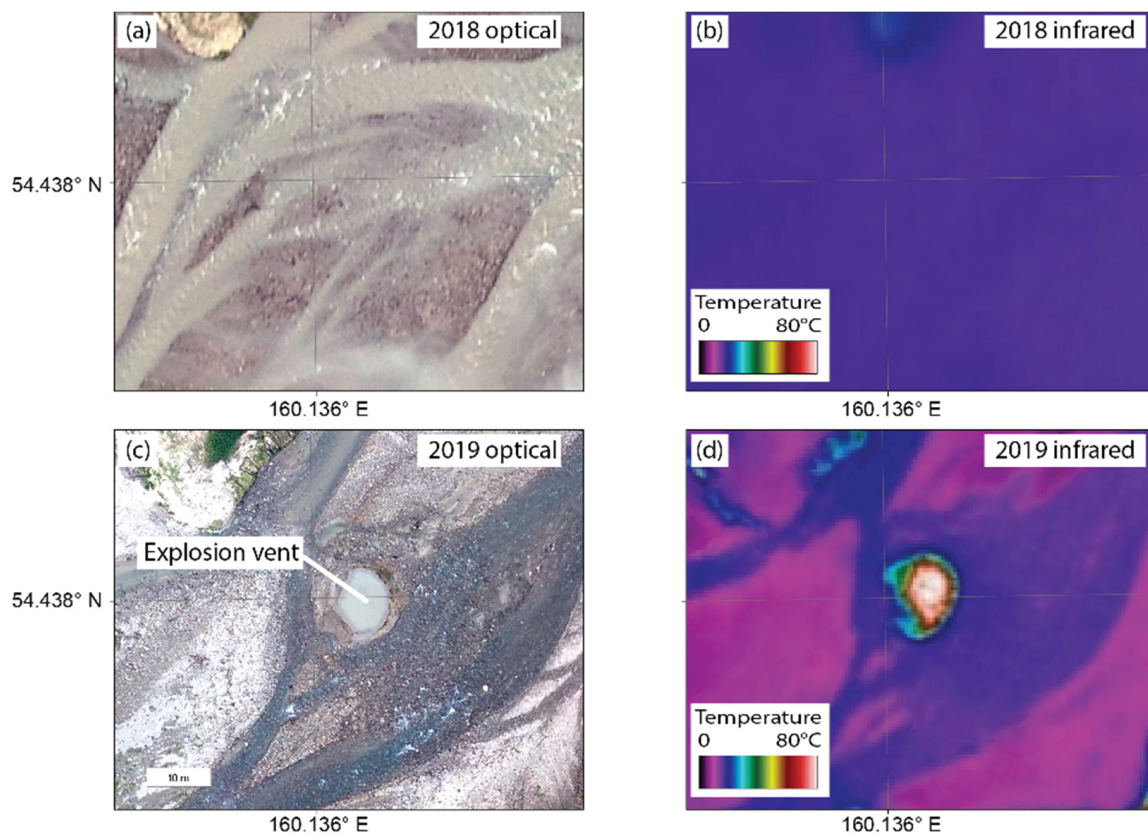 (a)
2018 optical
54.438° N
160.136° E
(b)
2018 infrared
Temperature
0 80°C
160.136° E
(c)
2019 optical
Explosion vent
54.438° N
10 m
160.136° E
(d)
2019 infrared
Temperature
0 80°C
160.136° E